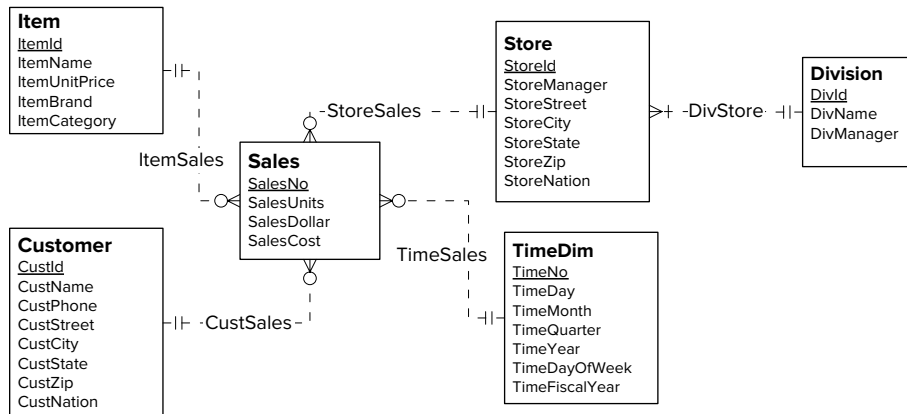 Item
ItemId
ItemName
ItemUnitPrice
ItemBrand
ItemCategory
Store
StoreId
StoreManager
StoreStreet
StoreCity
StoreState
StoreZip
StoreNation
Division
DivId
DivName
DivManager
StoreSales
DivStore
ItemSales
Sales
SalesNo
SalesUnits
SalesDollar
SalesCost
Customer
CustId
CustName
CustPhone
CustStreet
CustCity
CustState
CustZip
CustNation
TimeSales
CustSales
TimeDim
TimeNo
TimeDay
TimeMonth
TimeQuarter
TimeYear
TimeDayOfWeek
TimeFiscalYear